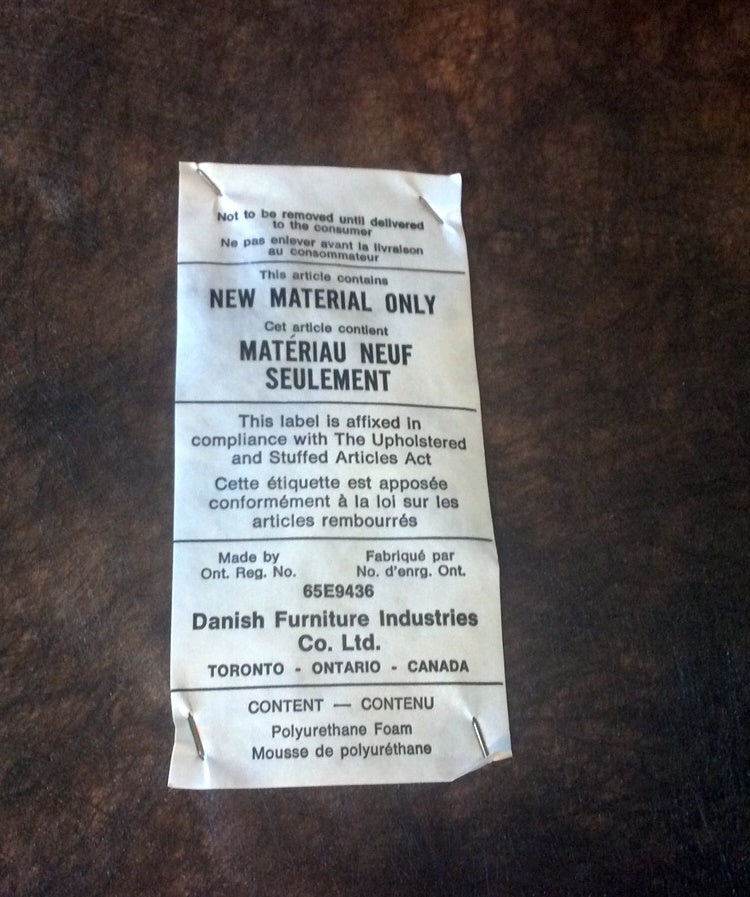 Not to be removed until delivered
to the consumer
Ne pas enlever avant la livraison
au consommateur
This article contains
NEW MATERIAL ONLY
Cet article contient
MATÉRIAU NEUF
SEULEMENT
This label is affixed in
compliance with The Upholstered
and Stuffed Articles Act
Cette étiquette est apposée
conformément à la loi sur les
articles rembourrés
Made by Fabriqué par
Ont. Reg. No. No. d'enrg. Ont.
65E9436
Danish Furniture Industries
Co. Ltd.
TORONTO - ONTARIO - CANADA
CONTENT — CONTENU
Polyurethane Foam
Mousse de polyuréthane